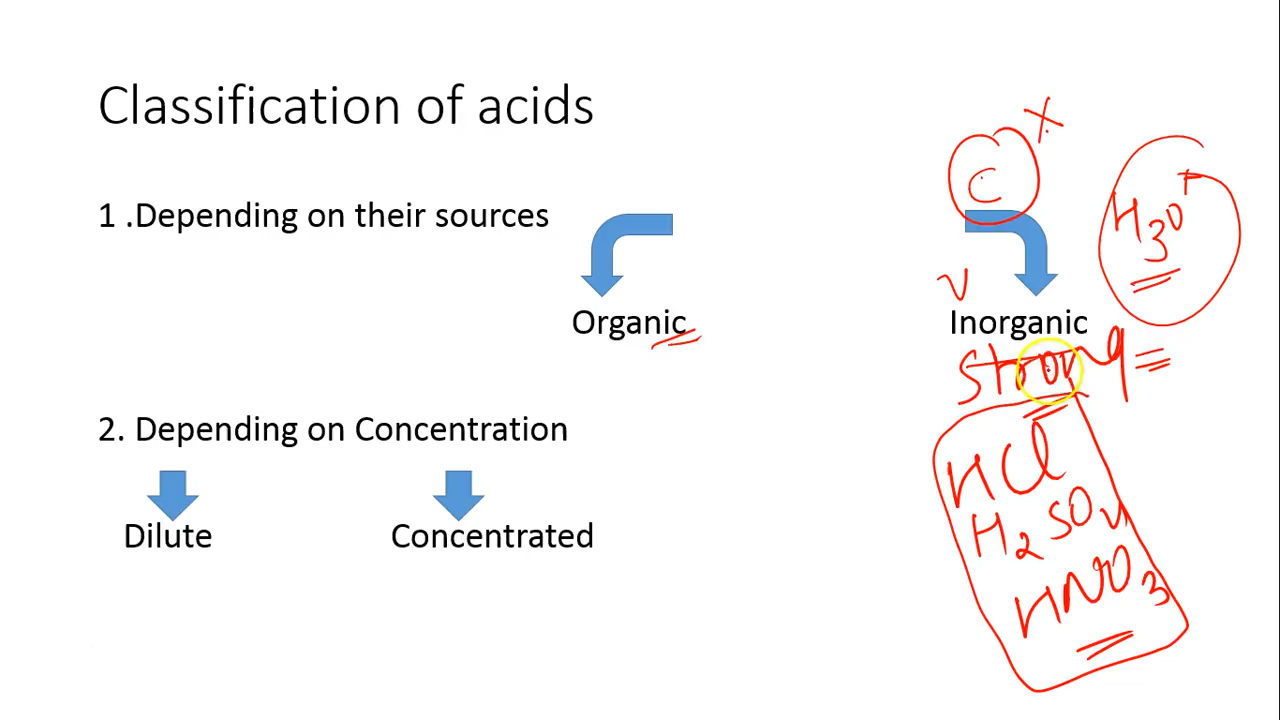 Classification of acids
C X
1 .Depending on their sources
H3O+
Organic
Inorganic
Strong
2. Depending on Concentration
HCl
H2SO4
HNO3
Dilute
Concentrated